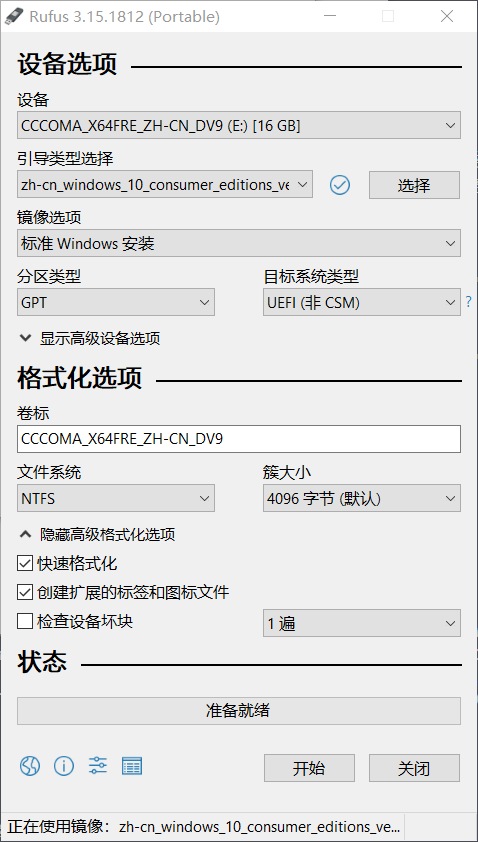 Rufus 3.15.1812 (Portable)
设备选项
设备
CCCOMA_X64FRE_ZH-CN_DV9 (E:) [16 GB]
引导类型选择
zh-cn_windows_10_consumer_editions_ve
选择
镜像选项
标准 Windows 安装
分区类型
目标系统类型
GPT
UEFI (非 CSM)
?
显示高级设备选项
格式化选项
卷标
CCCOMA_X64FRE_ZH-CN_DV9
文件系统
簇大小
NTFS
4096 字节 (默认)
隐藏高级格式化选项
快速格式化
创建扩展的标签和图标文件
检查设备坏块
1 遍
状态
准备就绪
开始
关闭
正在使用镜像：zh-cn_windows_10_consumer_editions_ve...